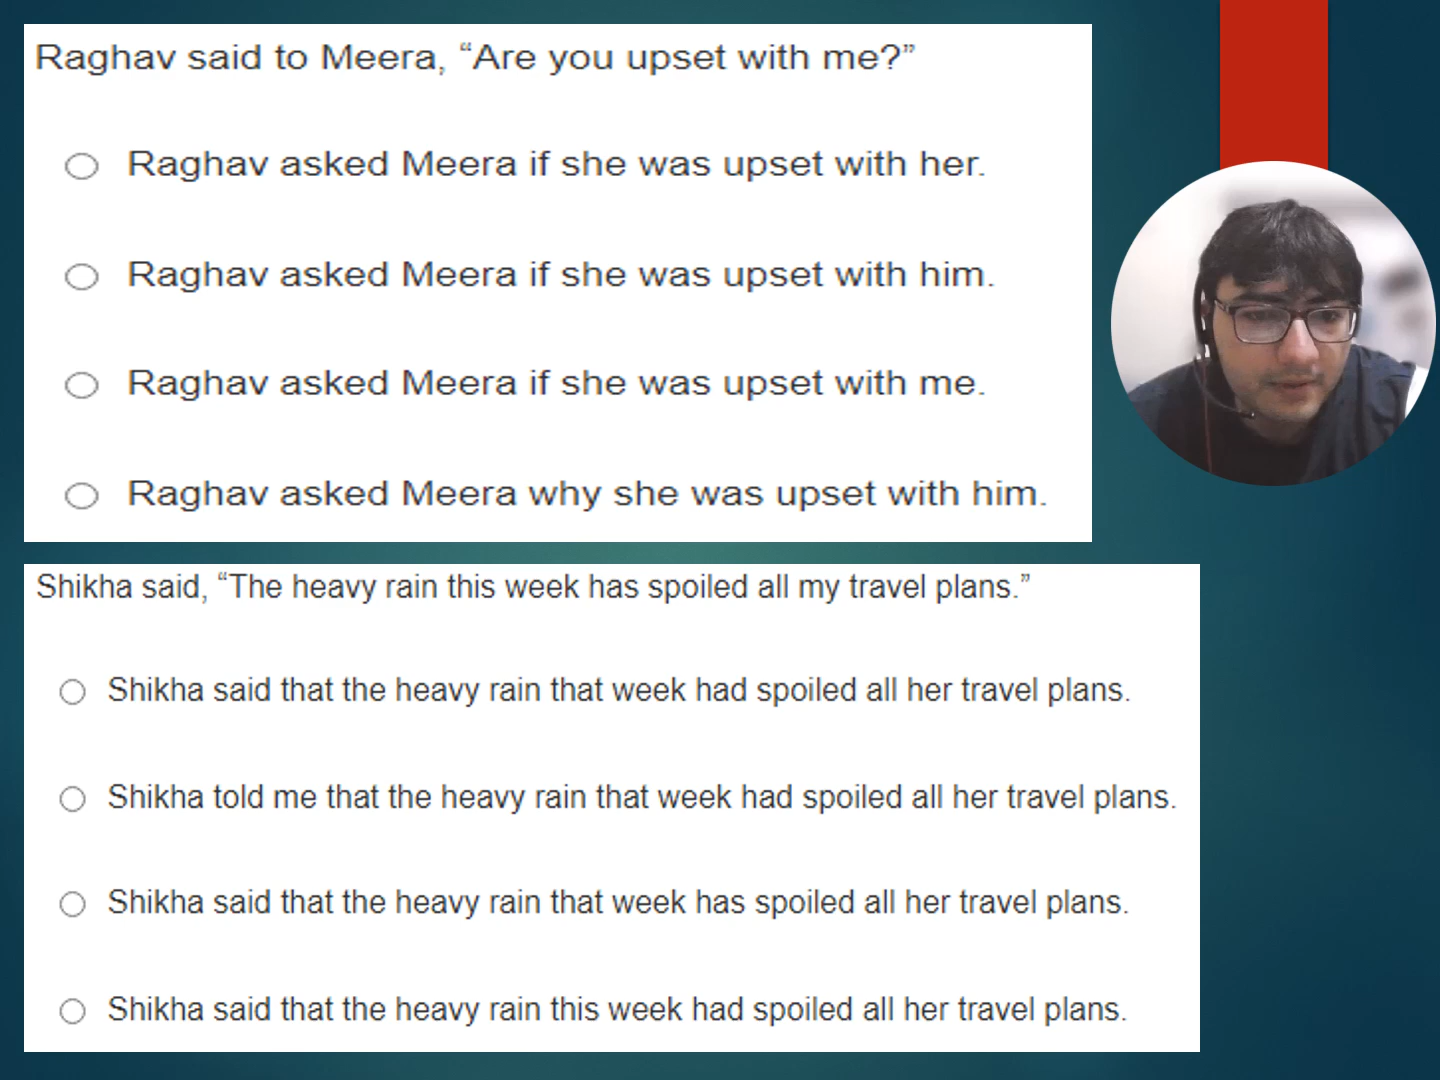 Raghav said to Meera, “Are you upset with me?”
Raghav asked Meera if she was upset with her.
Raghav asked Meera if she was upset with him.
Raghav asked Meera if she was upset with me.
Raghav asked Meera why she was upset with him.
Shikha said, “The heavy rain this week has spoiled all my travel plans.”
Shikha said that the heavy rain that week had spoiled all her travel plans.
Shikha told me that the heavy rain that week had spoiled all her travel plans.
Shikha said that the heavy rain that week has spoiled all her travel plans.
Shikha said that the heavy rain this week had spoiled all her travel plans.